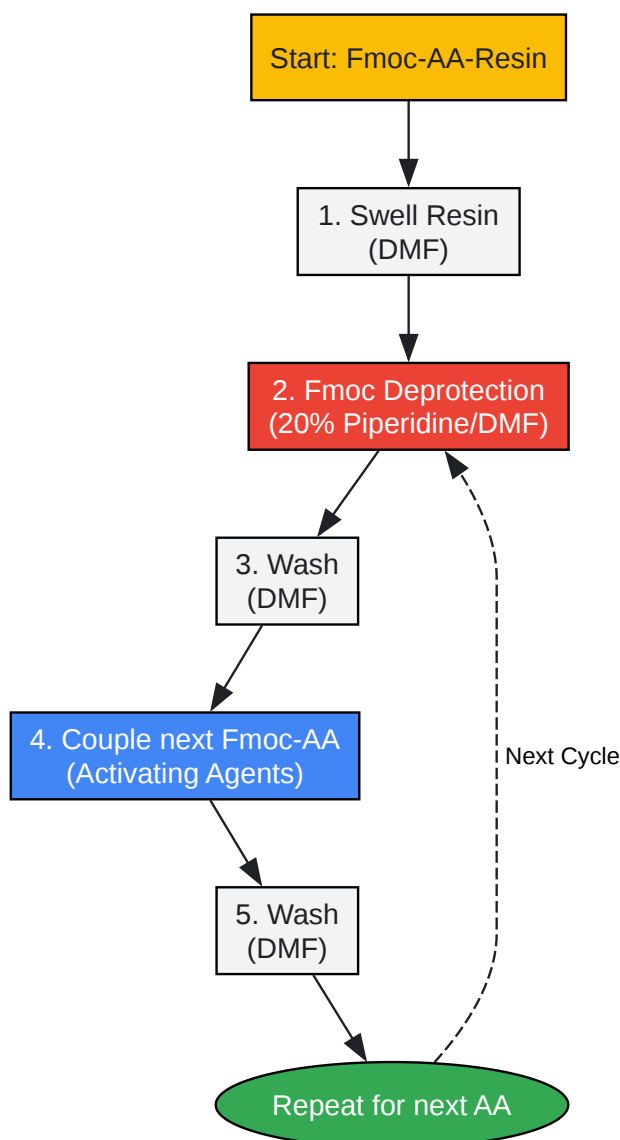 Start: Fmoc-AA-Resin
1. Swell Resin
(DMF)
2. Fmoc Deprotection
(20% Piperidine/DMF)
3. Wash
(DMF)
4. Couple next Fmoc-AA
(Activating Agents)
Next Cycle
5. Wash
(DMF)
Repeat for next AA